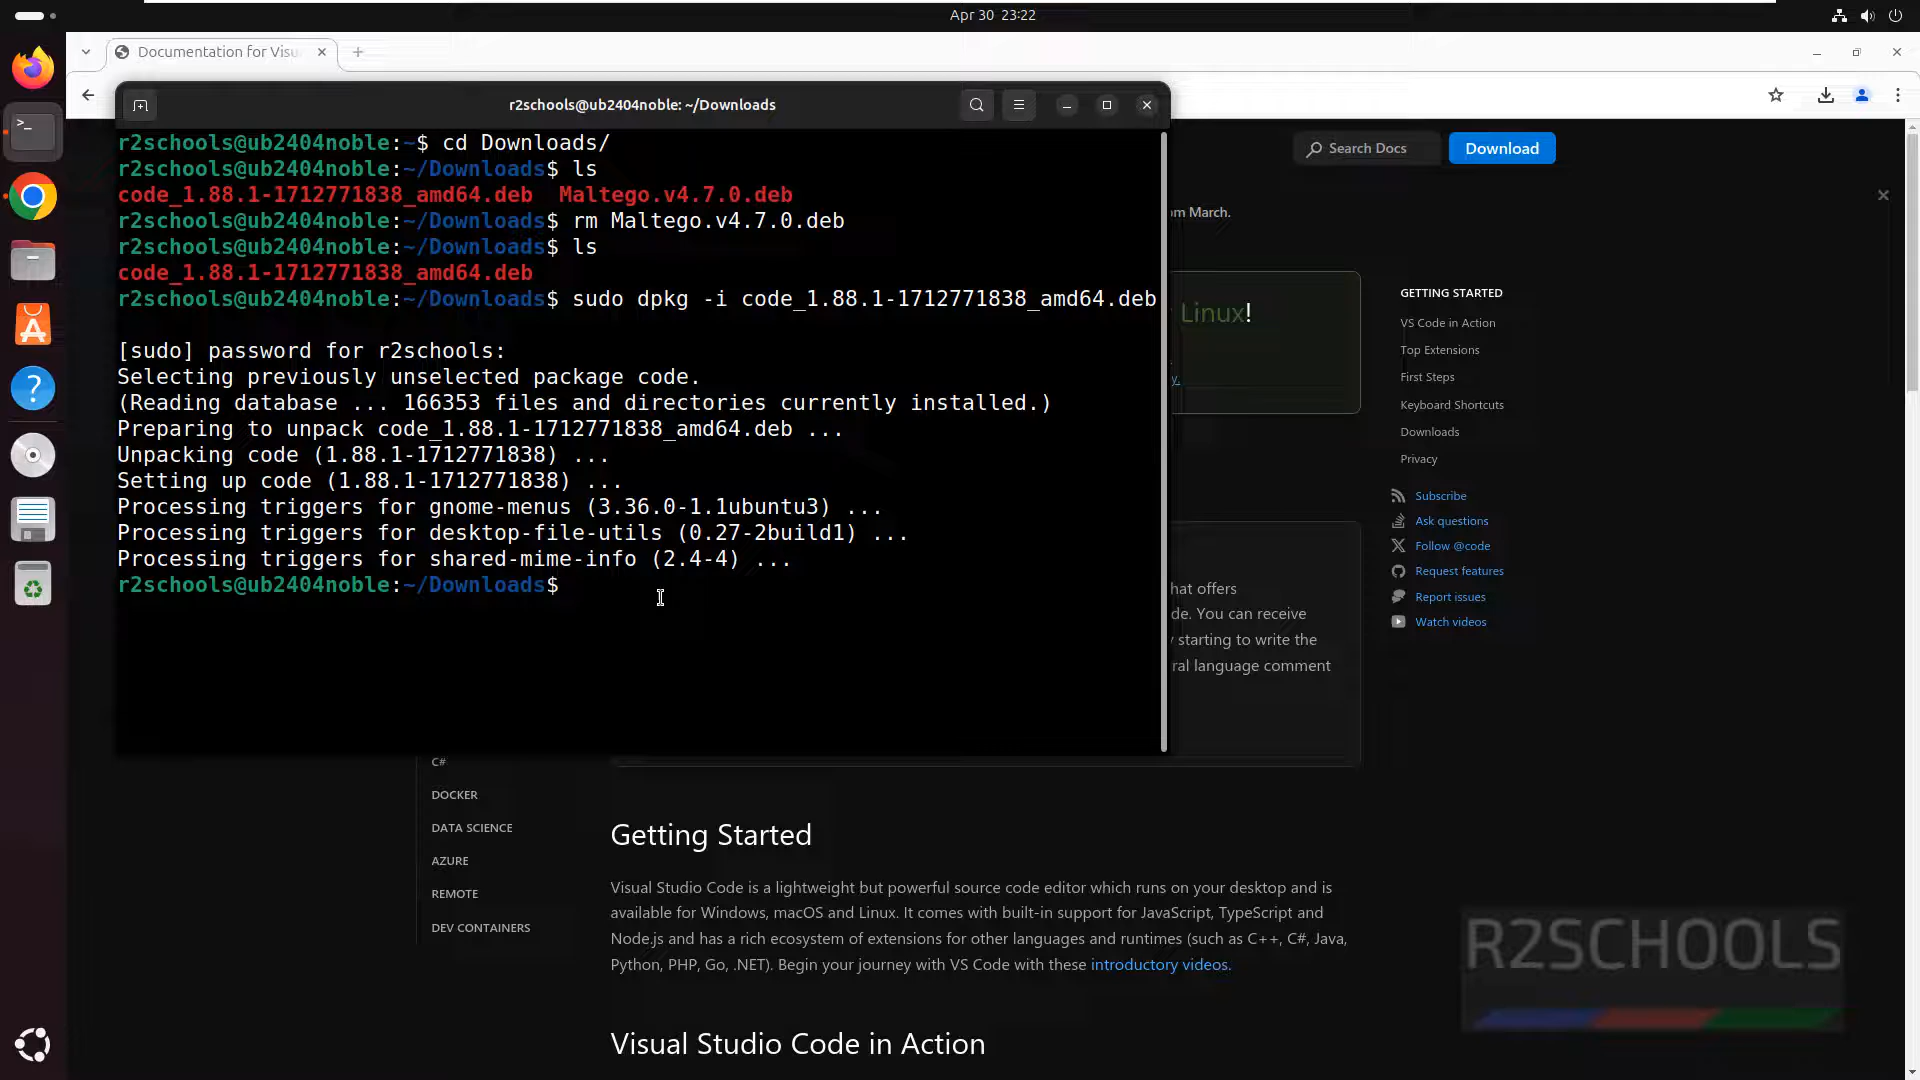 Apr 30 23:22
Documentation for Visu
r2schools@ub2404noble: ~/Downloads
r2schools@ub2404noble:~$ cd Downloads/
r2schools@ub2404noble:~/Downloads$ ls
code_1.88.1-1712771838_amd64.deb Maltego.v4.7.0.deb
r2schools@ub2404noble:~/Downloads$ rm Maltego.v4.7.0.deb
r2schools@ub2404noble:~/Downloads$ ls
code_1.88.1-1712771838_amd64.deb
r2schools@ub2404noble:~/Downloads$ sudo dpkg -i code_1.88.1-1712771838_amd64.deb
[sudo] password for r2schools:
Selecting previously unselected package code.
(Reading database ... 166353 files and directories currently installed.)
Preparing to unpack code_1.88.1-1712771838_amd64.deb ...
Unpacking code (1.88.1-1712771838) ...
Setting up code (1.88.1-1712771838) ...
Processing triggers for gnome-menus (3.36.0-1.1ubuntu3) ...
Processing triggers for desktop-file-utils (0.27-2build1) ...
Processing triggers for shared-mime-info (2.4-4) ...
r2schools@ub2404noble:~/Downloads$
Search Docs
Download
om March.
Linux!
y.
hat offers
de. You can receive
y starting to write the
ral language comment
GETTING STARTED
VS Code in Action
Top Extensions
First Steps
Keyboard Shortcuts
Downloads
Privacy
Subscribe
Ask questions
Follow @code
Request features
Report issues
Watch videos
C#
DOCKER
DATA SCIENCE
AZURE
REMOTE
DEV CONTAINERS
Getting Started
Visual Studio Code is a lightweight but powerful source code editor which runs on your desktop and is
available for Windows, macOS and Linux. It comes with built-in support for JavaScript, TypeScript and
Node.js and has a rich ecosystem of extensions for other languages and runtimes (such as C++, C#, Java,
Python, PHP, Go, .NET). Begin your journey with VS Code with these introductory videos.
Visual Studio Code in Action
R2SCHOOLS